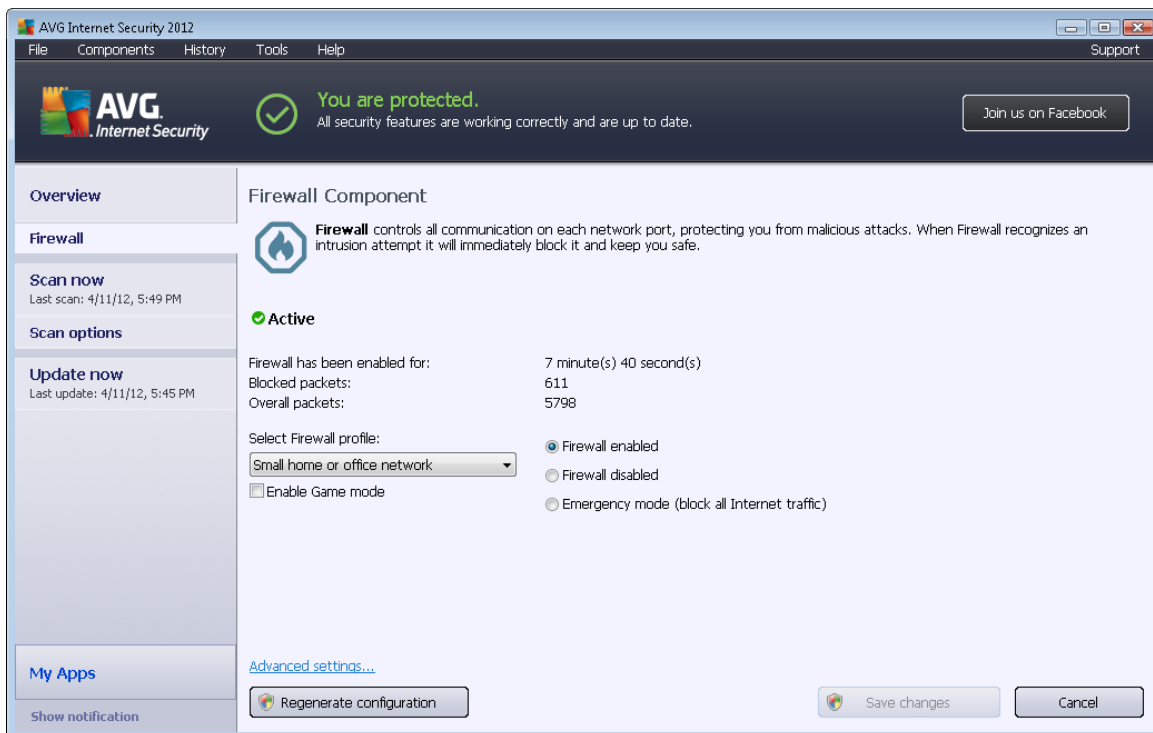 AVG Internet Security 2012
File Components History Tools Help Support
AVG.
Internet Security
You are protected.
All security features are working correctly and are up to date.
Join us on Facebook
Overview
Firewall
Scan now
Last scan: 4/11/12, 5:49 PM
Scan options
Update now
Last update: 4/11/12, 5:45 PM
My Apps
Show notification
Firewall Component
Firewall controls all communication on each network port, protecting you from malicious attacks. When Firewall recognizes an
intrusion attempt it will immediately block it and keep you safe.
Active
Firewall has been enabled for: 7 minute(s) 40 second(s)
Blocked packets: 611
Overall packets: 5798
Select Firewall profile:
Small home or office network
Enable Game mode
Firewall enabled
Firewall disabled
Emergency mode (block all Internet traffic)
Advanced settings...
Regenerate configuration
Save changes
Cancel